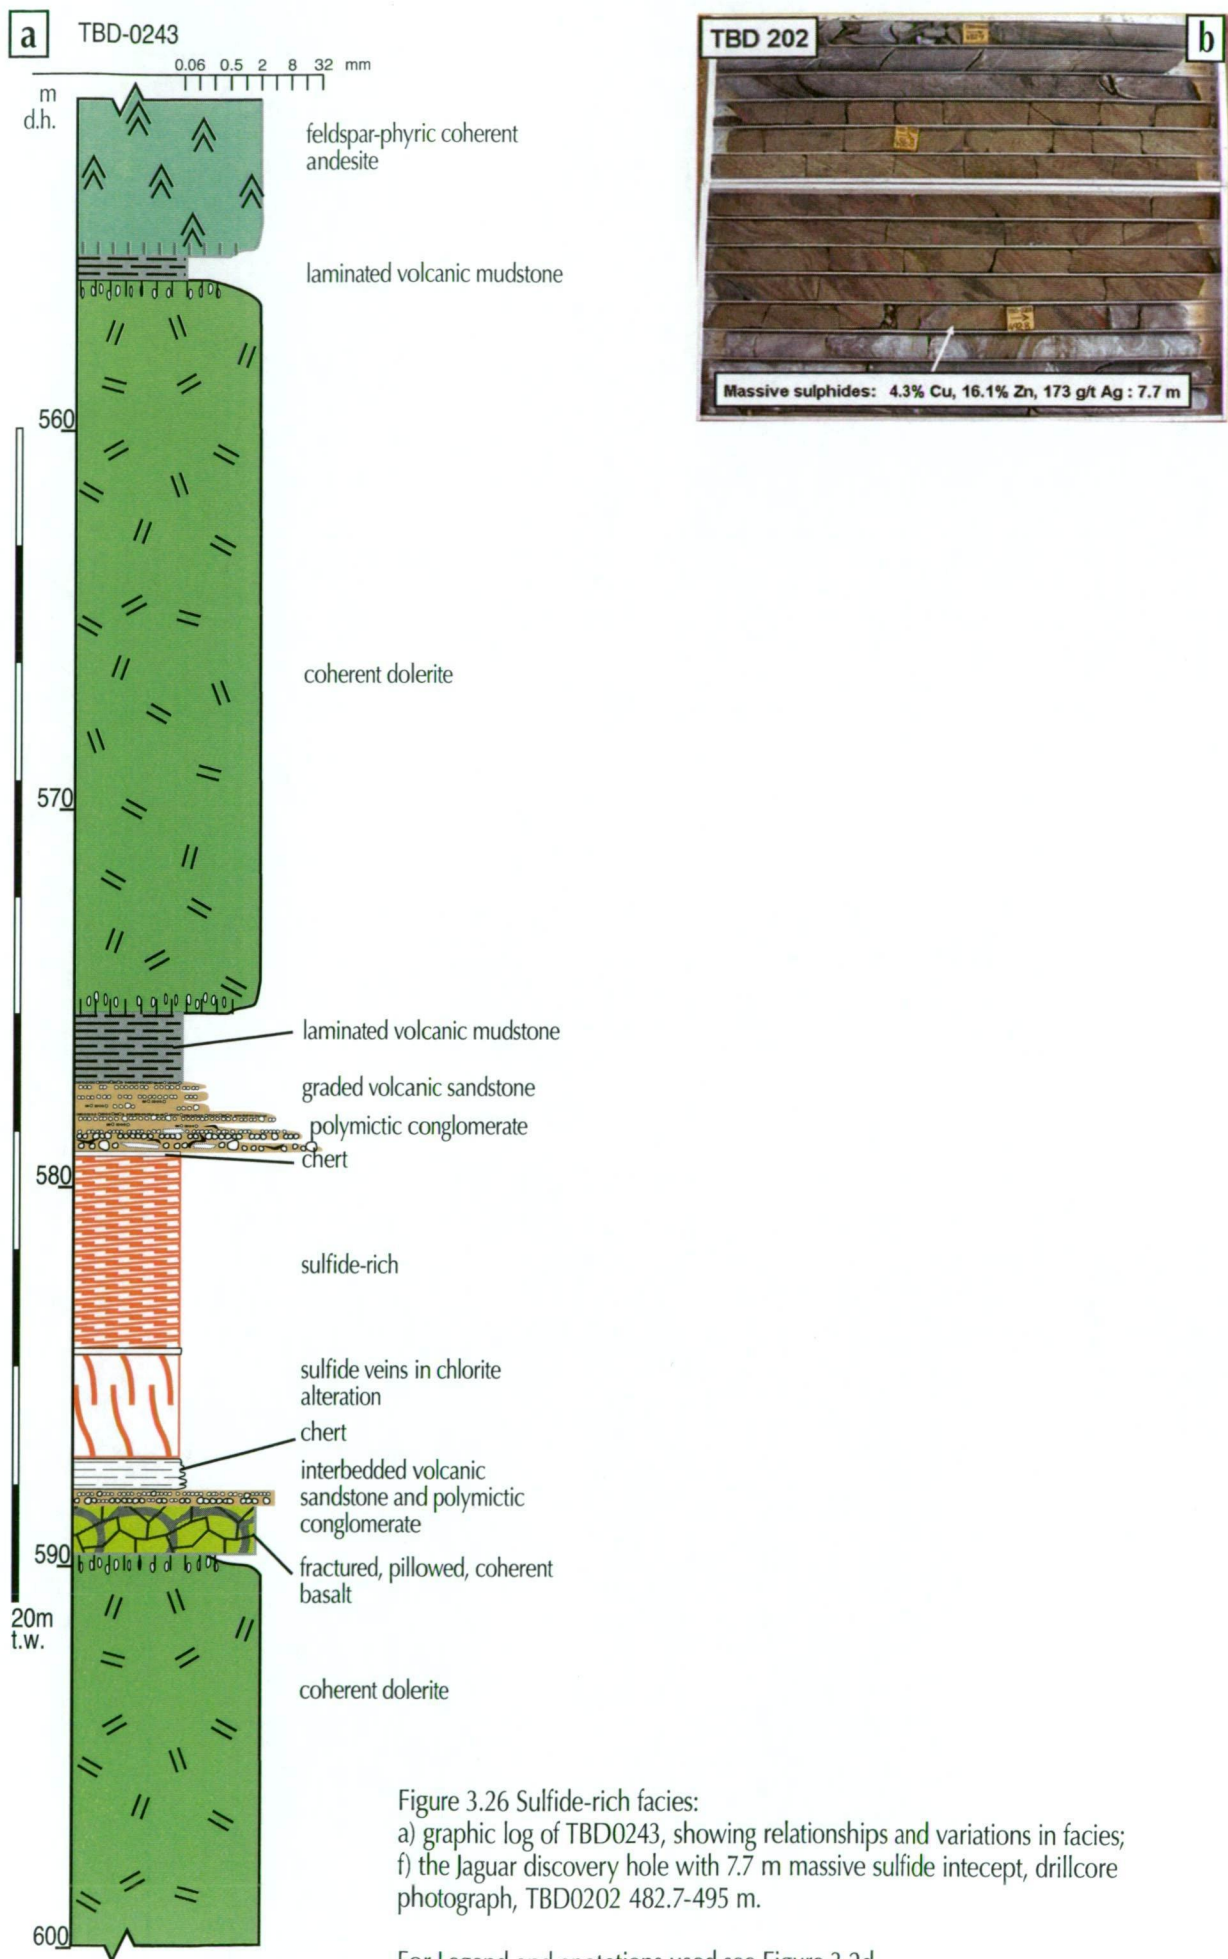 a
TBD-0243
0.06 0.5 2 8 32 mm
m
d.h.
feldspar-phyric coherent
andesite
laminated volcanic mudstone
560
coherent dolerite
570
laminated volcanic mudstone
graded volcanic sandstone
polymictic conglomerate
chert
580
sulfide-rich
sulfide veins in chlorite
alteration
chert
interbedded volcanic
sandstone and polymictic
conglomerate
590
fractured, pillowed, coherent
basalt
20m
t.w.
coherent dolerite
600
TBD 202
b
Massive sulphides: 4.3% Cu, 16.1% Zn, 173 g/t Ag : 7.7 m
Figure 3.26 Sulfide-rich facies:
a) graphic log of TBD0243, showing relationships and variations in facies;
f) the Jaguar discovery hole with 7.7 m massive sulfide intecept, drillcore
photograph, TBD0202 482.7-495 m.